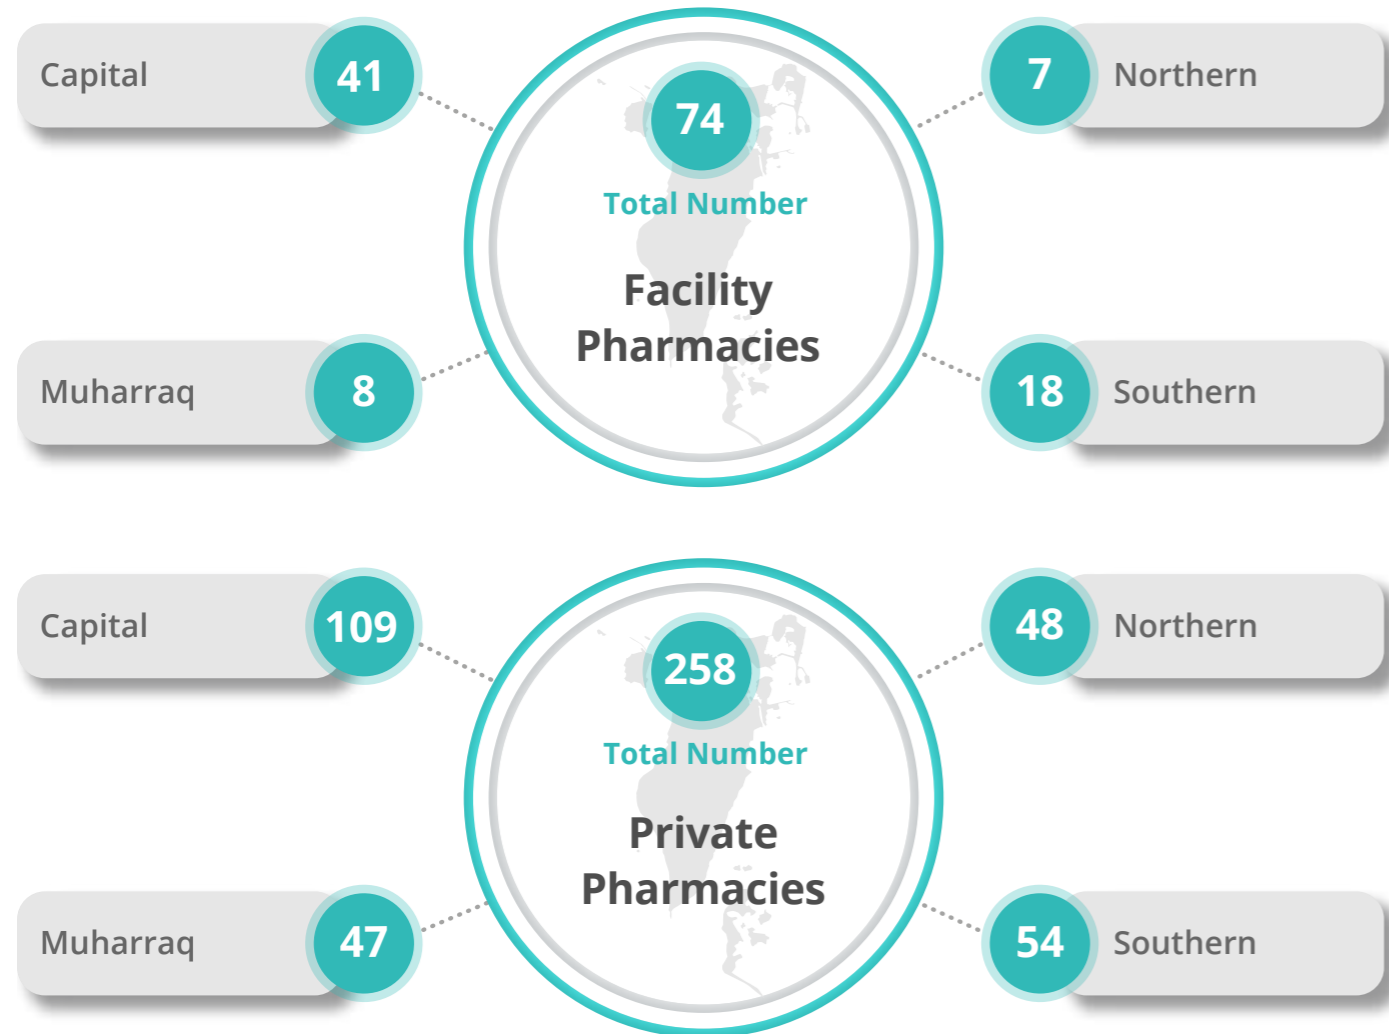 Capital
41
74
Total Number
Facility
Pharmacies
7
Northern
Muharraq
8
18
Southern
Capital
109
258
Total Number
Private
Pharmacies
48
Northern
Muharraq
47
54
Southern